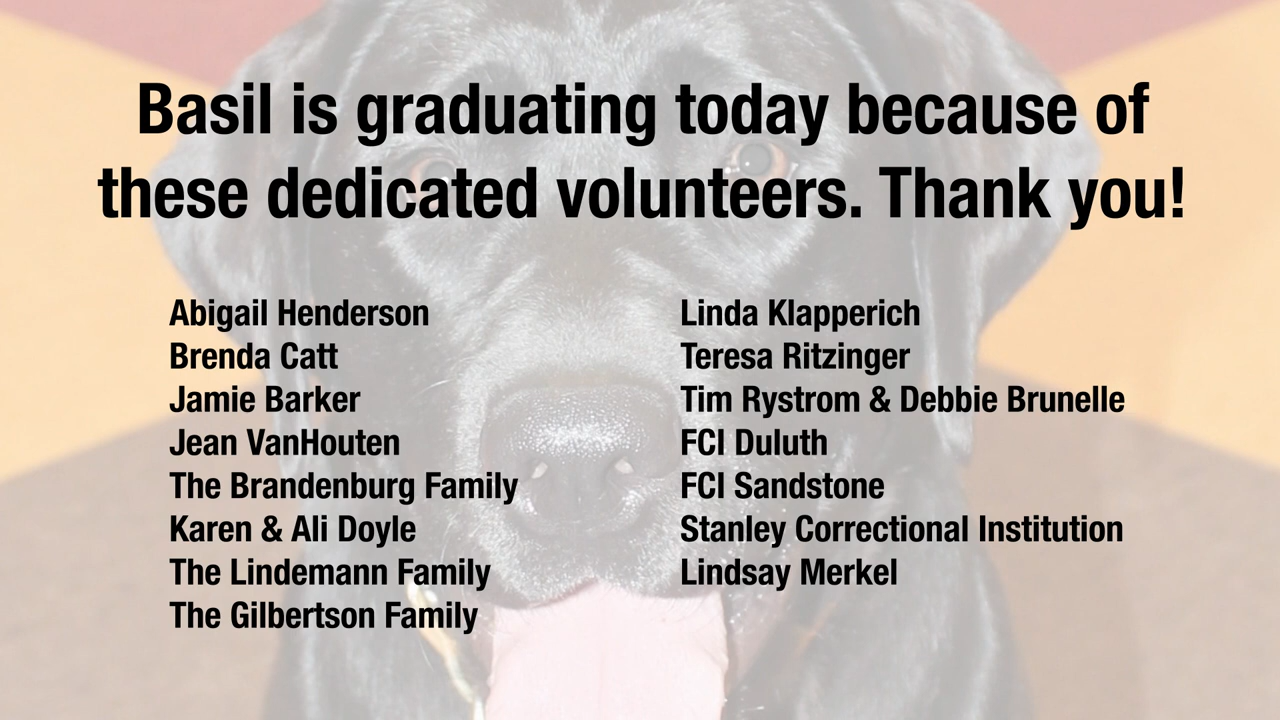 Basil is graduating today because of
these dedicated volunteers. Thank you!
Abigail Henderson
Brenda Catt
Jamie Barker
Jean VanHouten
The Brandenburg Family
Karen & Ali Doyle
The Lindemann Family
The Gilbertson Family
Linda Klapperich
Teresa Ritzinger
Tim Rystrom & Debbie Brunelle
FCI Duluth
FCI Sandstone
Stanley Correctional Institution
Lindsay Merkel